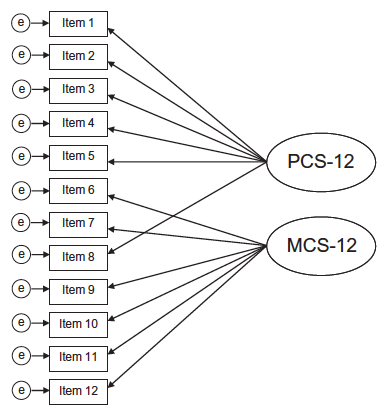 e Item 1
e Item 2
e Item 3
e Item 4
e Item 5
e Item 6
e Item 7
e Item 8
e Item 9
e Item 10
e Item 11
e Item 12
PCS-12
MCS-12